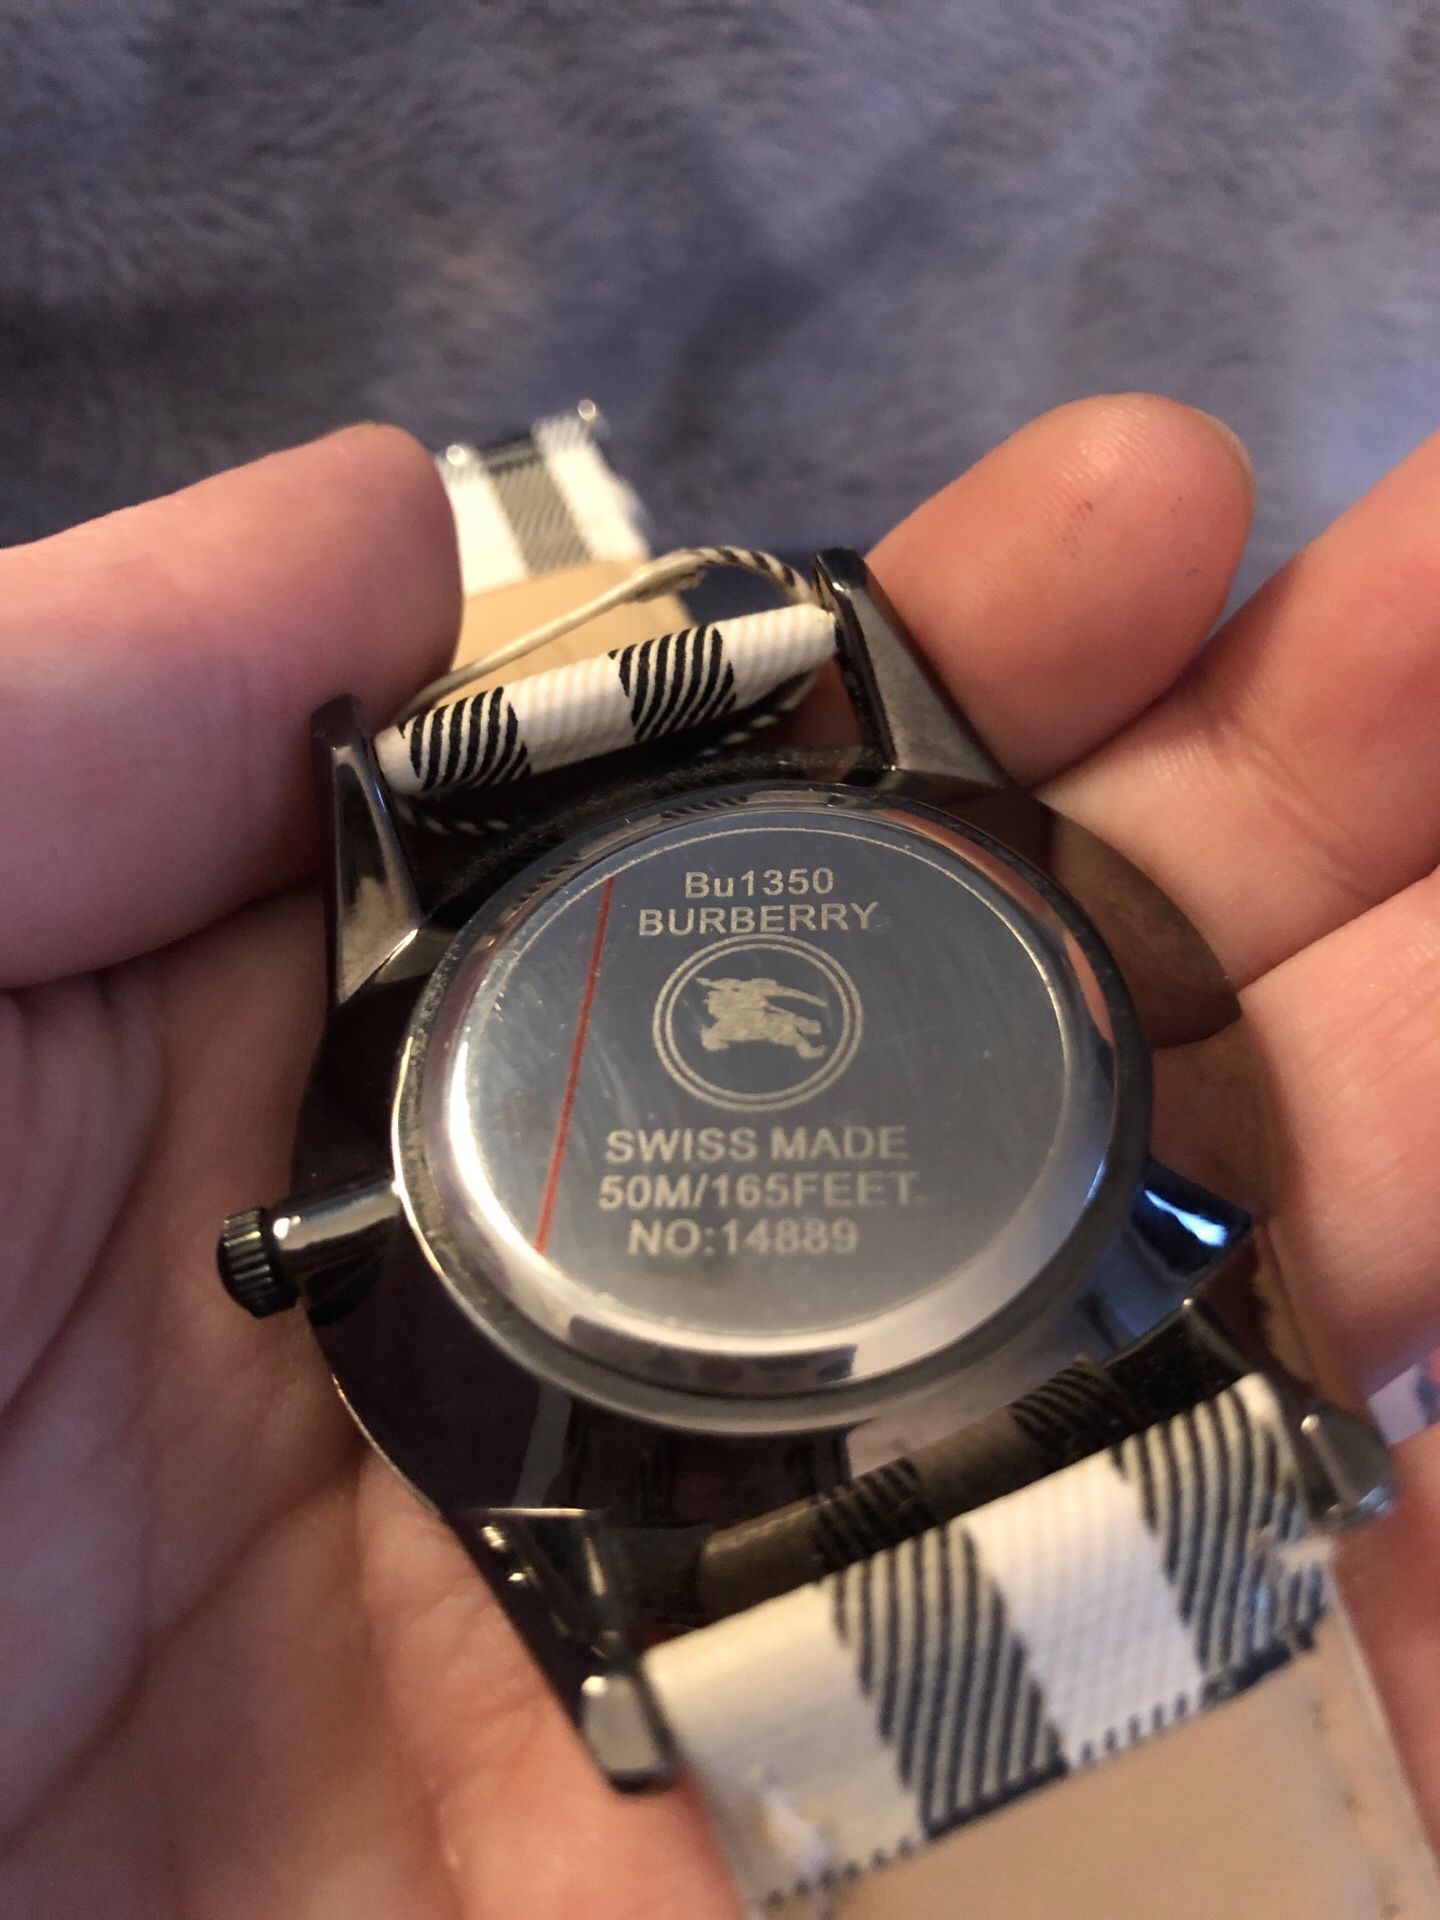 Bu1350
BURBERRY
SWISS MADE
50M/165FEET.
NO:14889